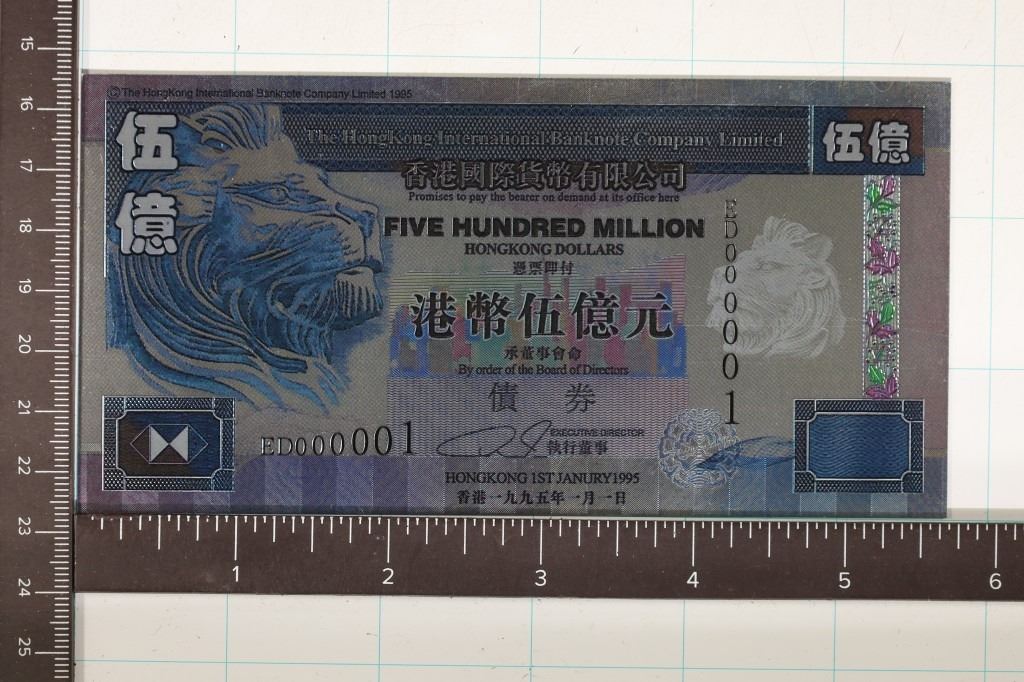 ©The HongKong International Banknote Company Limited 1995
伍億
The HongKong International Banknote Company Limited
伍億
香港國際貨幣有限公司
Promises to pay the bearer on demand at its office here
FIVE HUNDRED MILLION
HONGKONG DOLLARS
憑票即付
港幣伍億元
承董事會命
By order of the Board of Directors
債券
ED000001
ED000001
EXECUTIVE DIRECTOR
執行董事
HONGKONG 1ST JANURY1995
香港一九九五年一月一日
15
16
17
18
19
20
21
22
23
24
25
1 2 3 4 5 6